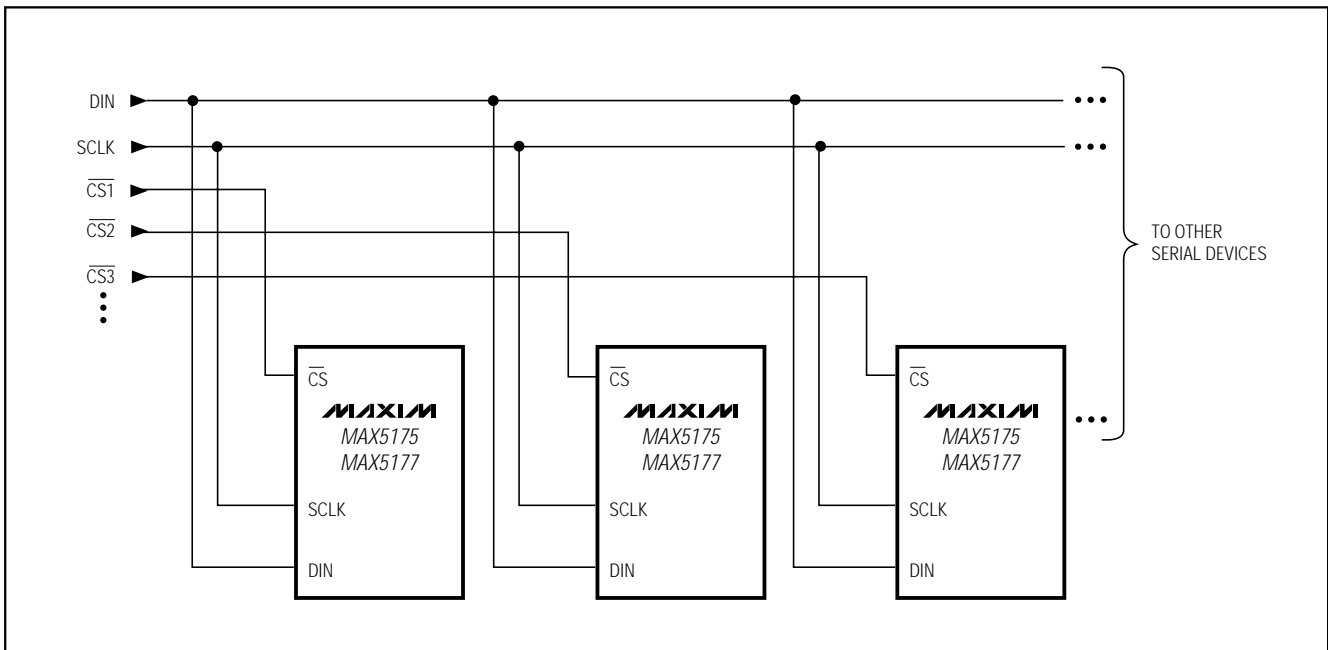 DIN
SCLK
CS1
CS2
CS3
TO OTHER
SERIAL DEVICES
CS
MAXIM
MAX5175
MAX5177
SCLK
DIN
CS
MAXIM
MAX5175
MAX5177
SCLK
DIN
CS
MAXIM
MAX5175
MAX5177
SCLK
DIN